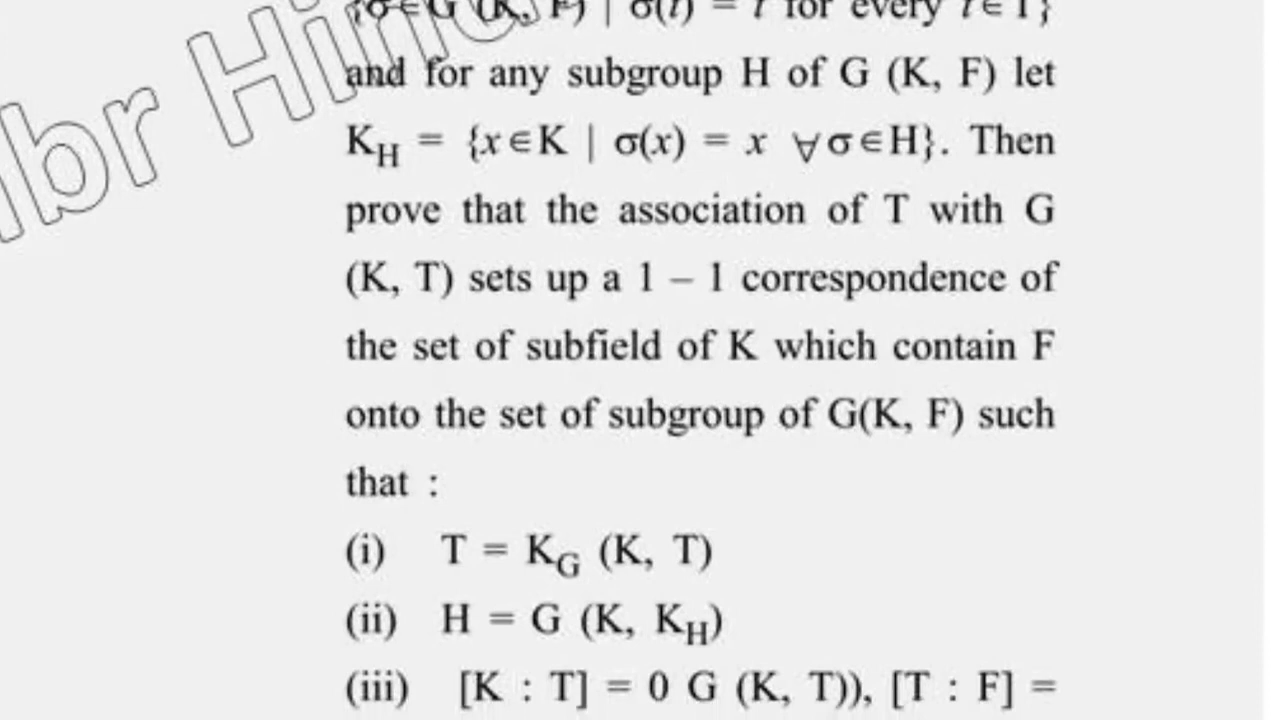 {σ∈G (K, F) | σ(t) = t for every t∈T}
and for any subgroup H of G (K, F) let
K_H = {x∈K | σ(x) = x ∀σ∈H}. Then
prove that the association of T with G
(K, T) sets up a 1 – 1 correspondence of
the set of subfield of K which contain F
onto the set of subgroup of G(K, F) such
that :
(i) T = K_G (K, T)
(ii) H = G (K, K_H)
(iii) [K : T] = 0 G (K, T)), [T : F] =